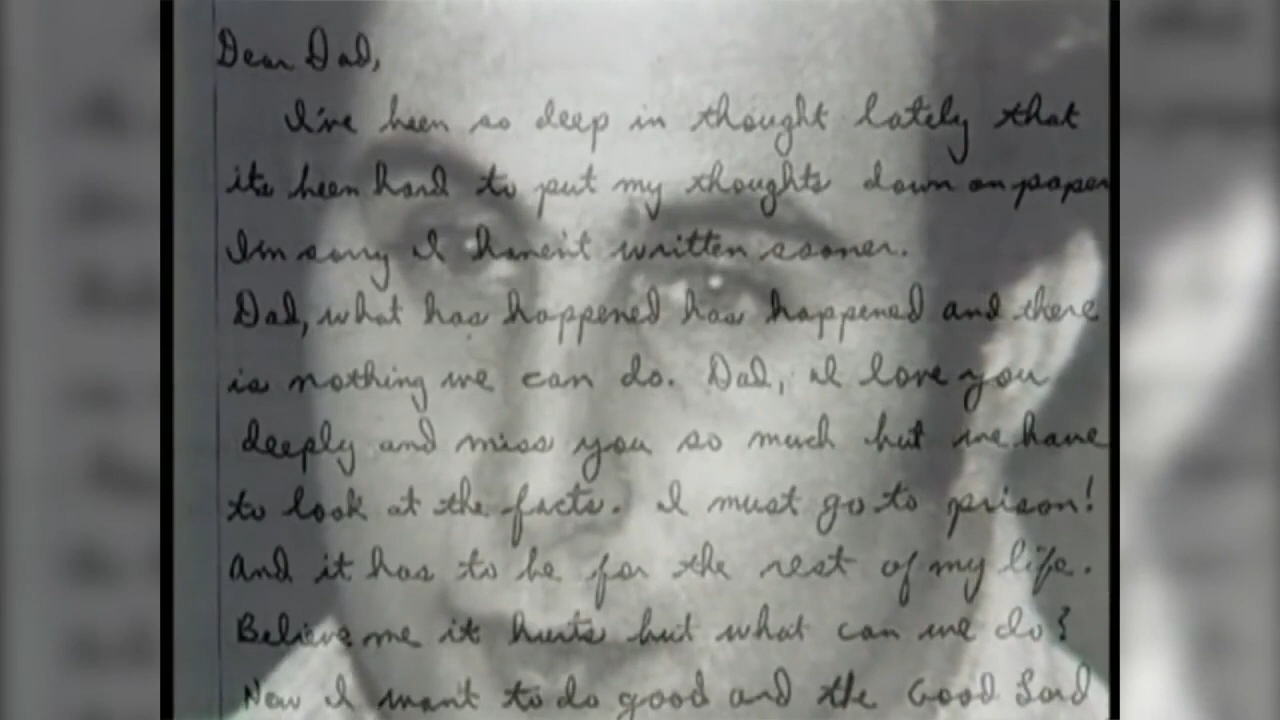 Dear Dad,
I've been so deep in thought lately that
its been hard to put my thoughts down on paper
I'm sorry I haven't written sooner.
Dad, what has happened has happened and there
is nothing we can do. Dad, I love you
deeply and miss you so much but we have
to look at the facts. I must go to prison!
and it has to be for the rest of my life.
Believe me it hurts but what can we do?
Now I want to do good and the Good Lord